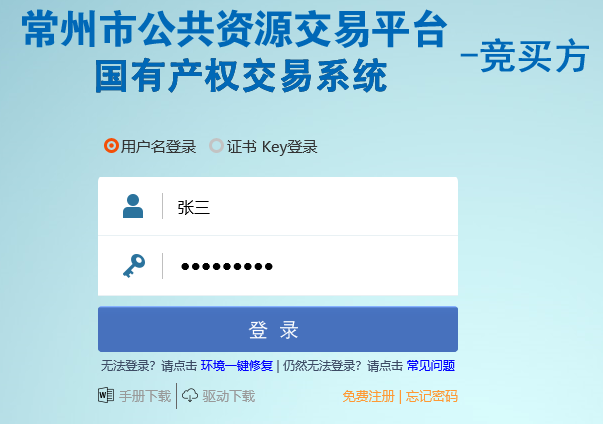 常州市公共资源交易平台
国有产权交易系统
–竞买方
用户名登录 证书 Key登录
张三
●●●●●●●●●
登 录
无法登录？请点击 环境一键修复 | 仍然无法登录？请点击 常见问题
手册下载 | 驱动下载 免费注册 | 忘记密码